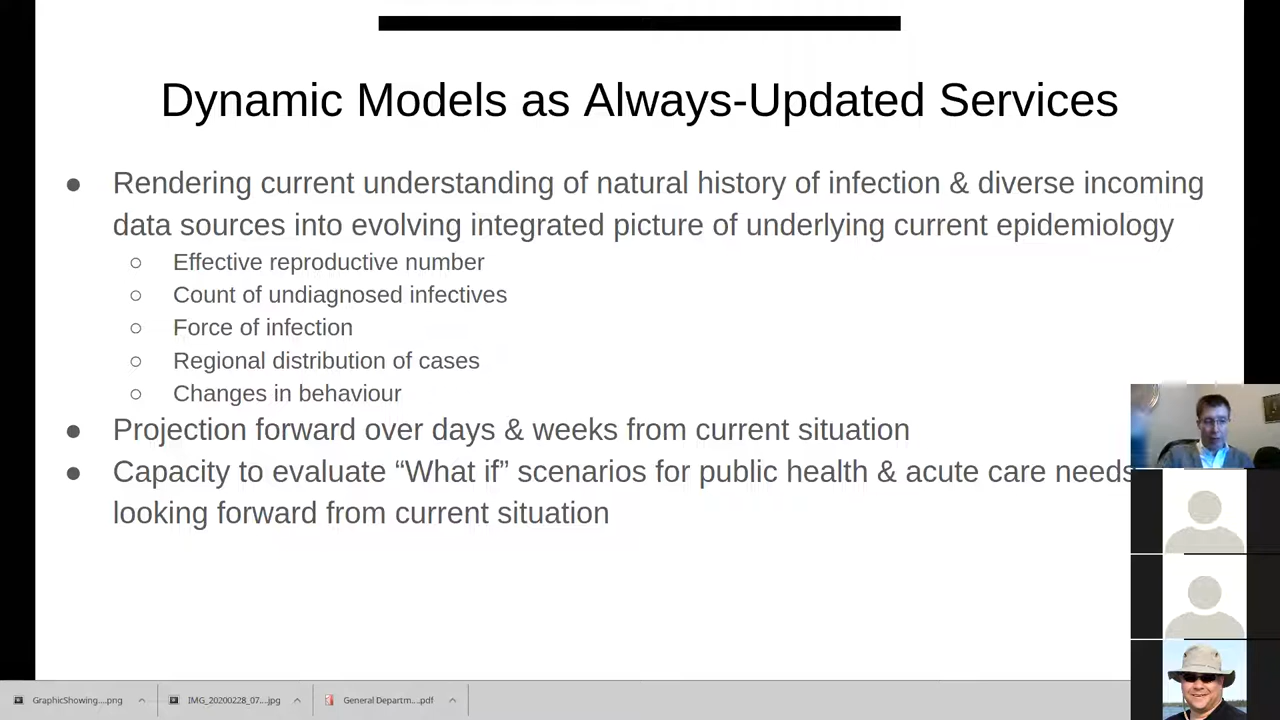 Dynamic Models as Always-Updated Services
● Rendering current understanding of natural history of infection & diverse incoming
data sources into evolving integrated picture of underlying current epidemiology
○ Effective reproductive number
○ Count of undiagnosed infectives
○ Force of infection
○ Regional distribution of cases
○ Changes in behaviour
● Projection forward over days & weeks from current situation
● Capacity to evaluate “What if” scenarios for public health & acute care needs
looking forward from current situation
GraphicShowing....png IMG_20200228_07...jpg General Departm....pdf